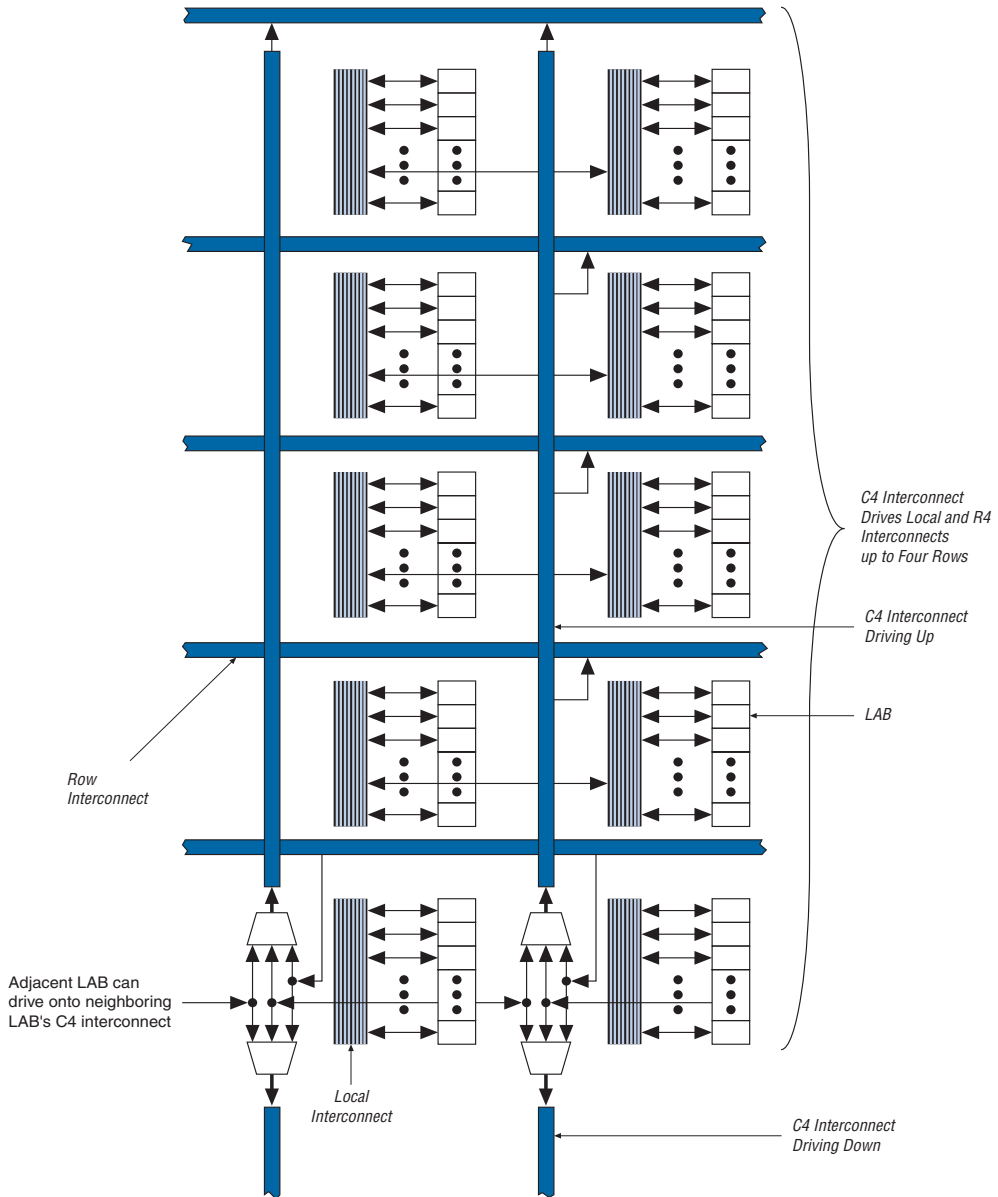 C4 Interconnect
Drives Local and R4
Interconnects
up to Four Rows
C4 Interconnect
Driving Up
LAB
Row
Interconnect
Adjacent LAB can
drive onto neighboring
LAB's C4 interconnect
Local
Interconnect
C4 Interconnect
Driving Down